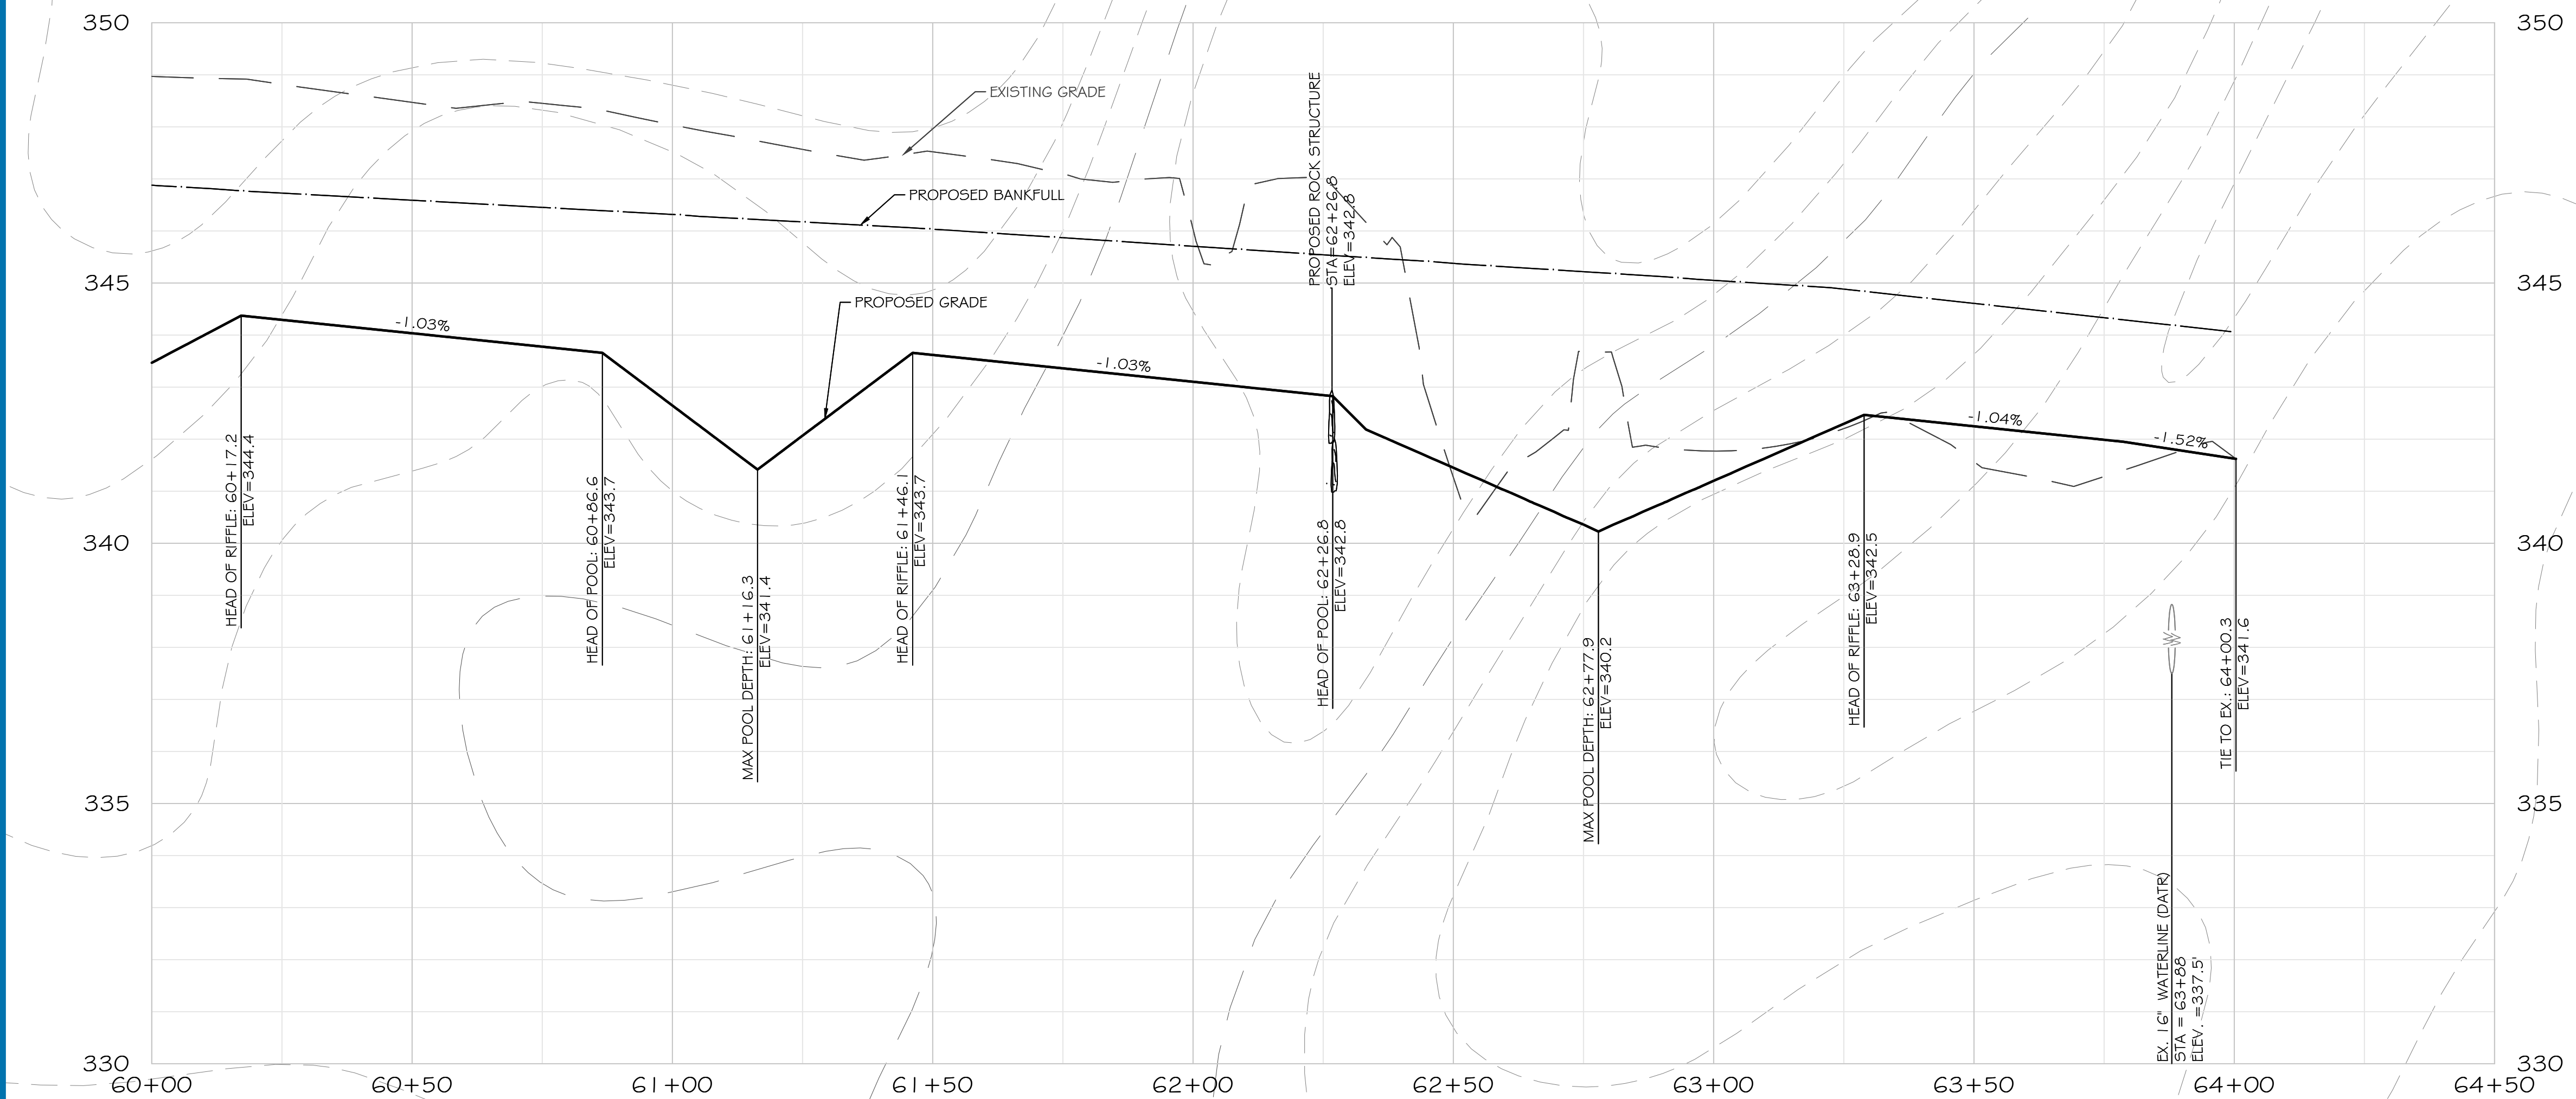 350
350
EXISTING GRADE
PROPOSED BANKFULL
PROPOSED ROCK STRUCTURE
STA=62+26.8
ELEV=342.8
345
345
PROPOSED GRADE
-1.03%
-1.03%
-1.04%
-1.52%
HEAD OF RIFFLE: 60+17.2
ELEV=344.4
HEAD OF POOL: 60+86.6
ELEV=343.7
MAX POOL DEPTH: 61+16.3
ELEV=341.4
HEAD OF RIFFLE: 61+46.1
ELEV=343.7
HEAD OF POOL: 62+26.8
ELEV=342.8
MAX POOL DEPTH: 62+77.9
ELEV=340.2
HEAD OF RIFFLE: 63+28.9
ELEV=342.5
TIE TO EX.: 64+00.3
ELEV=341.6
340
340
335
335
EX. 16" WATERLINE (DATR)
STA = 63+88
ELEV. =337.5'
330
330
60+00
60+50
61+00
61+50
62+00
62+50
63+00
63+50
64+00
64+50